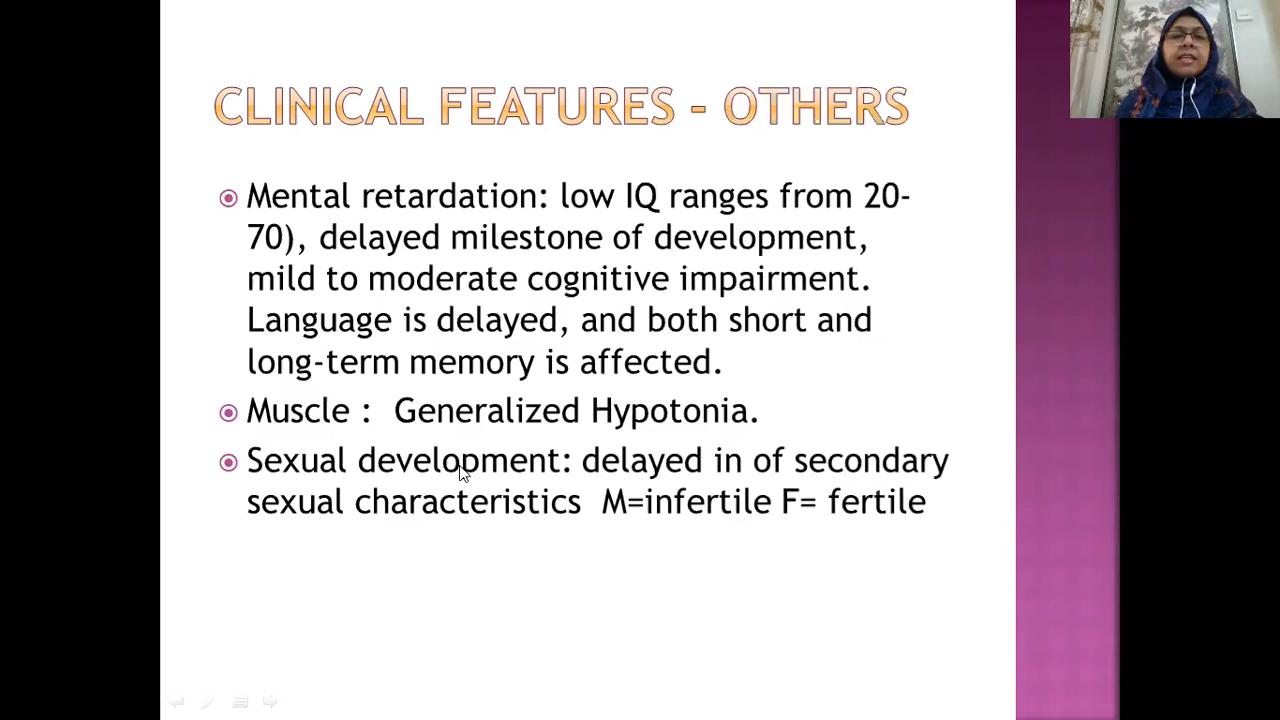 CLINICAL FEATURES - OTHERS
Mental retardation: low IQ ranges from 20-
70), delayed milestone of development,
mild to moderate cognitive impairment.
Language is delayed, and both short and
long-term memory is affected.
Muscle :  Generalized Hypotonia.
Sexual development: delayed in of secondary
sexual characteristics  M=infertile F= fertile